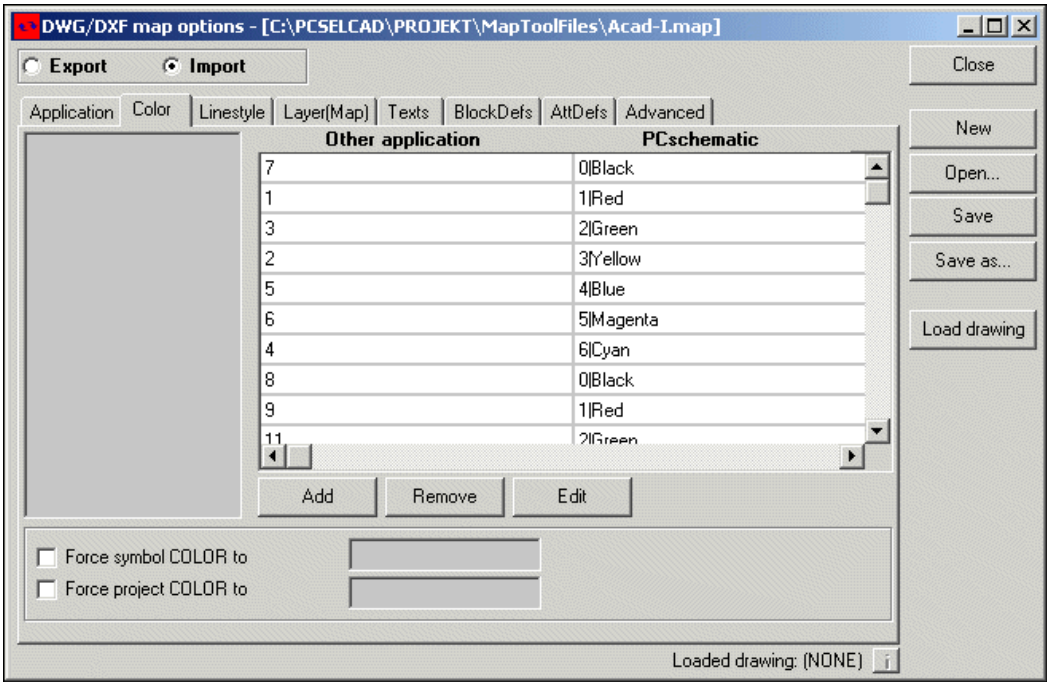 DWG/DXF map options - [C:\PCSELCAD\PROJEKT\MapToolFiles\Acad-I.map]
Export Import
Close
Application Color Linestyle Layer(Map) Texts BlockDefs AttDefs Advanced
New
Other application PCschematic
7 0|Black
Open...
1 1|Red
Save
3 2|Green
2 3|Yellow
Save as...
5 4|Blue
6 5|Magenta
Load drawing
4 6|Cyan
8 0|Black
9 1|Red
11 2|Green
Add Remove Edit
Force symbol COLOR to
Force project COLOR to
Loaded drawing: (NONE) i